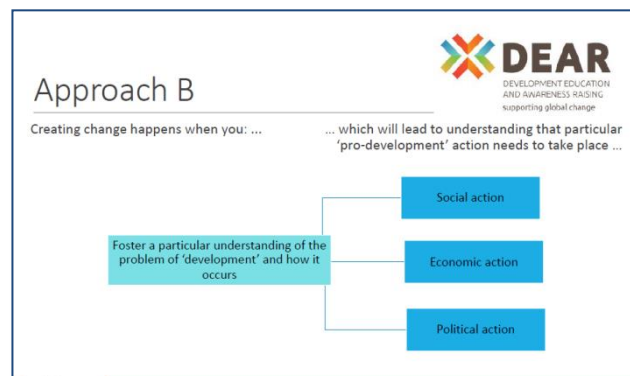 DEAR
DEVELOPMENT EDUCATION
AND AWARENESS RAISING
supporting global change
Approach B
Creating change happens when you: ...
... which will lead to understanding that particular
'pro-development' action needs to take place ...
Foster a particular understanding of the
problem of 'development' and how it
occurs
Social action
Economic action
Political action